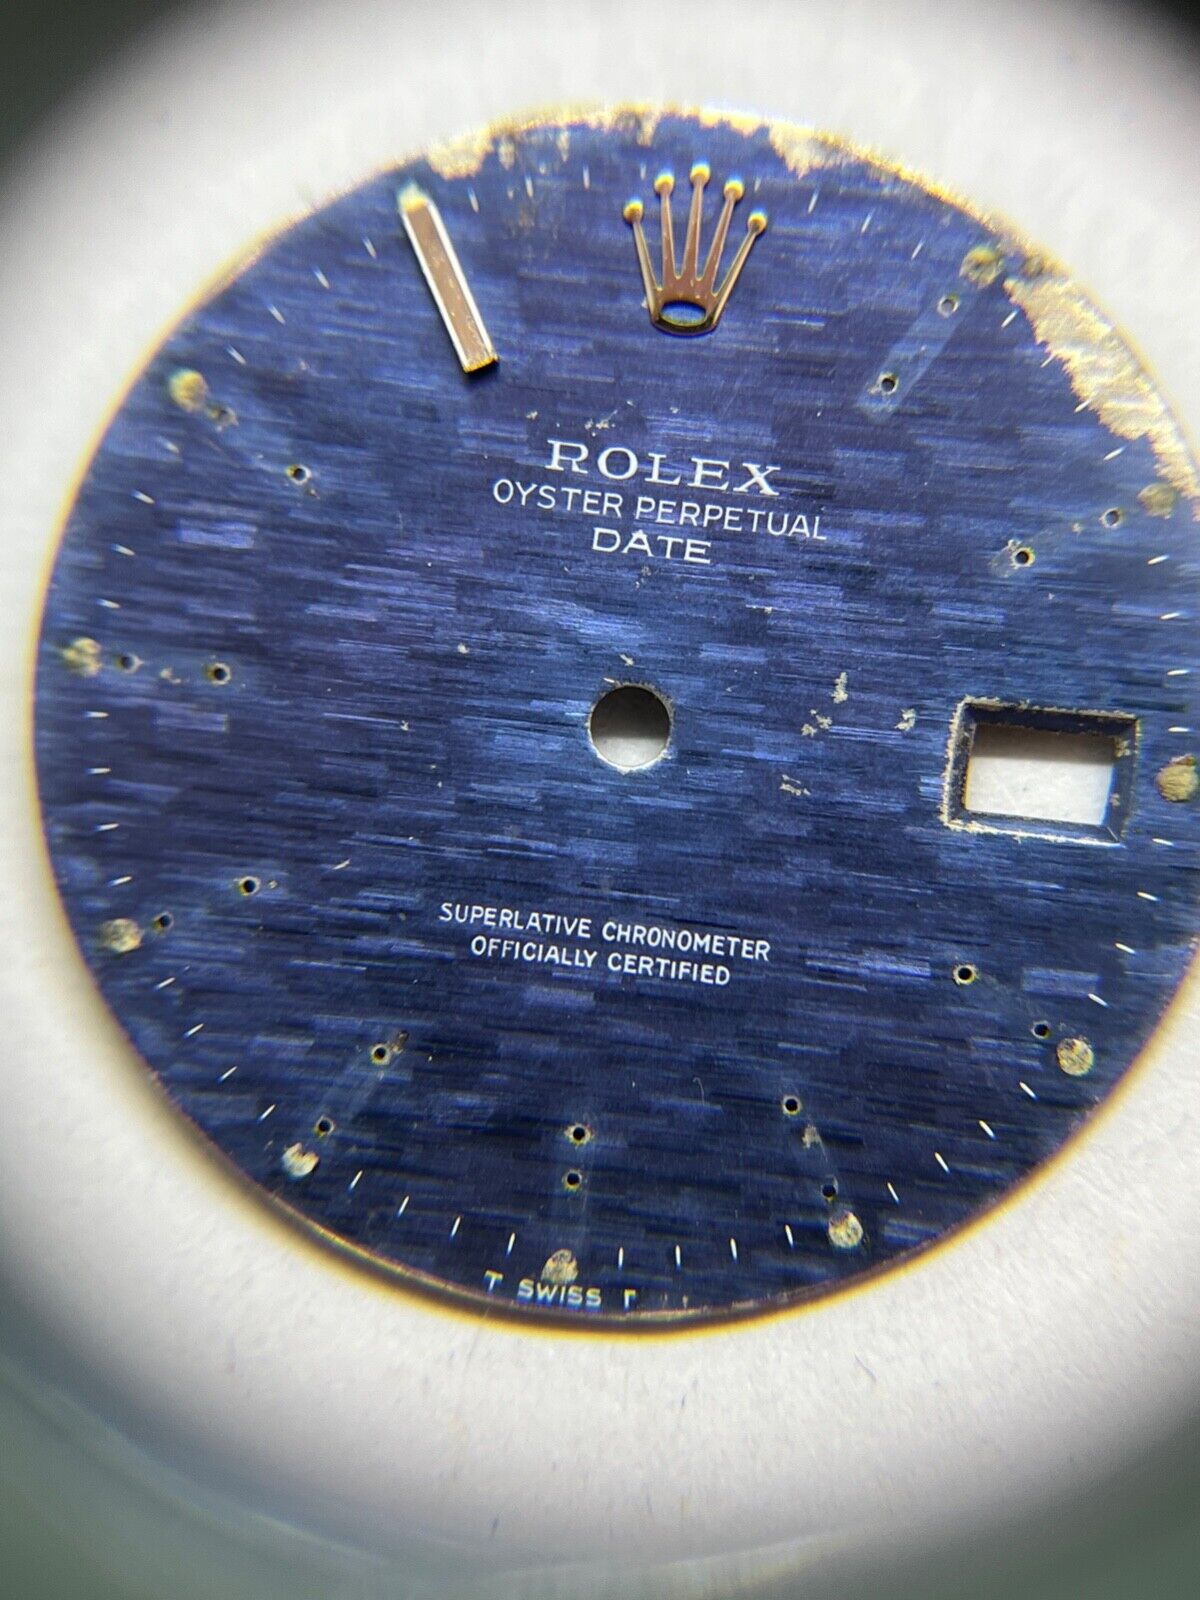 ROLEX
OYSTER PERPETUAL
DATE
SUPERLATIVE CHRONOMETER
OFFICIALLY CERTIFIED
T SWISS T